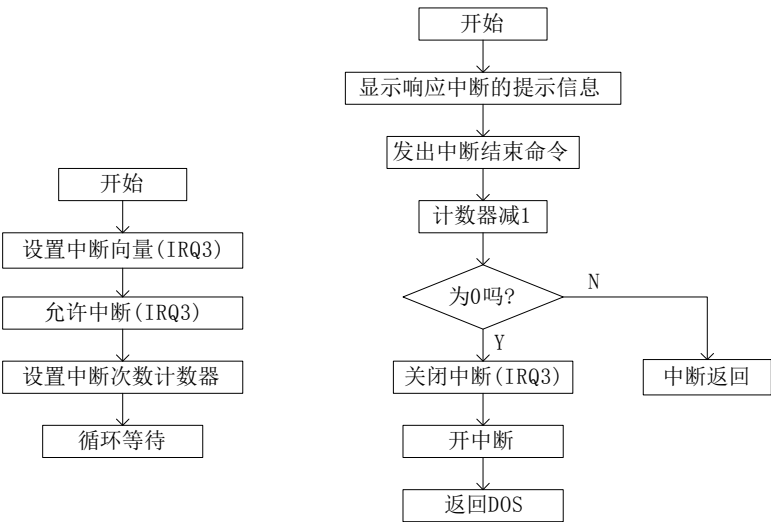 开始
设置中断向量(IRQ3)
允许中断(IRQ3)
设置中断次数计数器
循环等待
开始
显示响应中断的提示信息
发出中断结束命令
计数器减1
为0吗?
N
Y
关闭中断(IRQ3)
中断返回
开中断
返回DOS